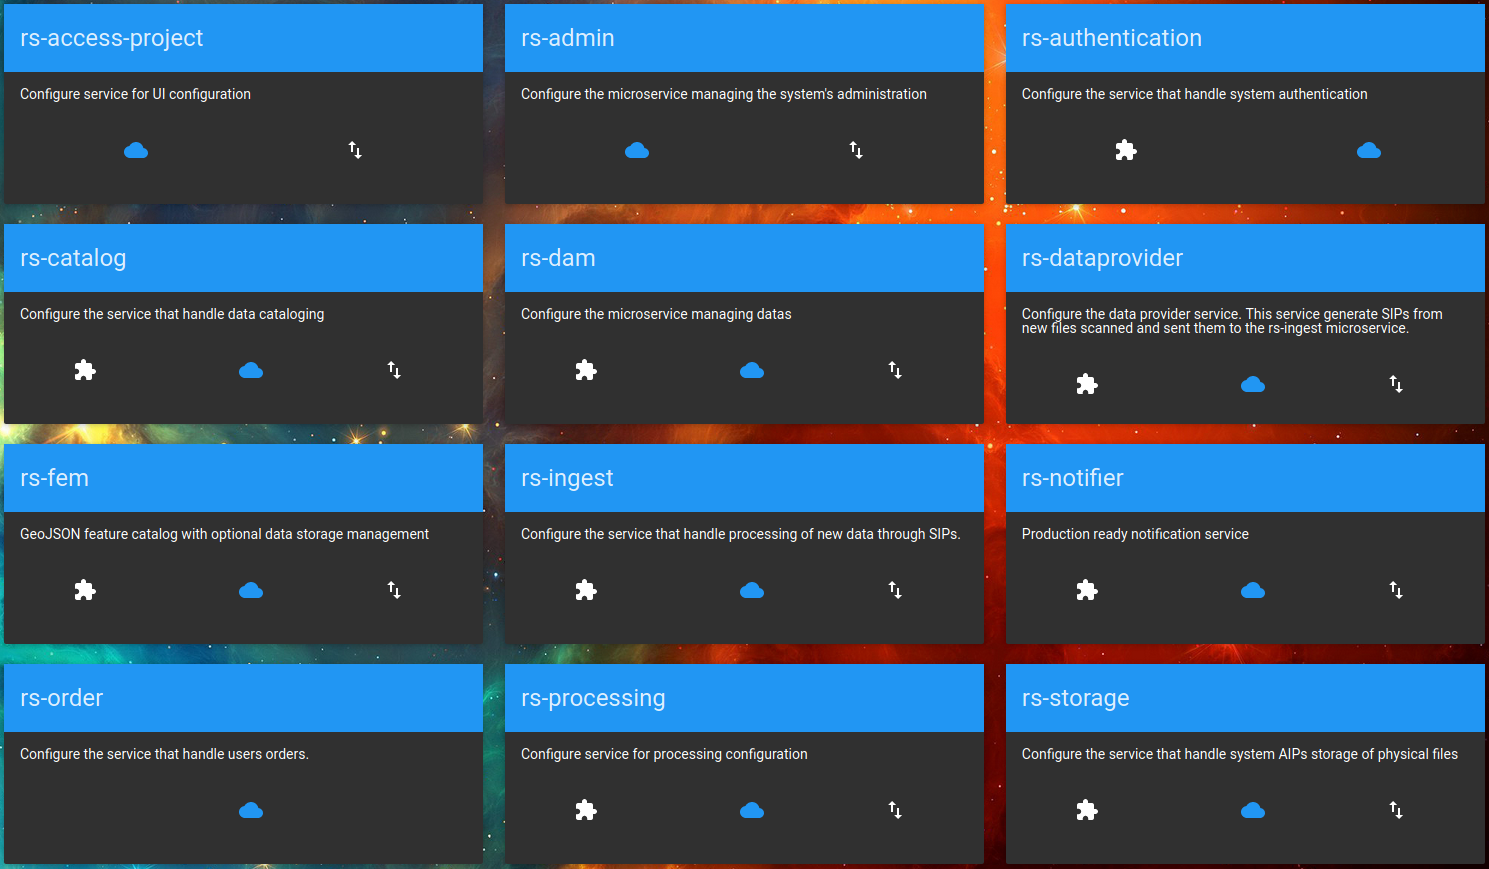 rs-access-project
Configure service for UI configuration
rs-admin
Configure the microservice managing the system's administration
rs-authentication
Configure the service that handle system authentication
rs-catalog
Configure the service that handle data cataloging
rs-dam
Configure the microservice managing datas
rs-dataprovider
Configure the data provider service. This service generate SIPs from
new files scanned and sent them to the rs-ingest microservice.
rs-fem
GeoJSON feature catalog with optional data storage management
rs-ingest
Configure the service that handle processing of new data through SIPs.
rs-notifier
Production ready notification service
rs-order
Configure the service that handle users orders.
rs-processing
Configure service for processing configuration
rs-storage
Configure the service that handle system AIPs storage of physical files